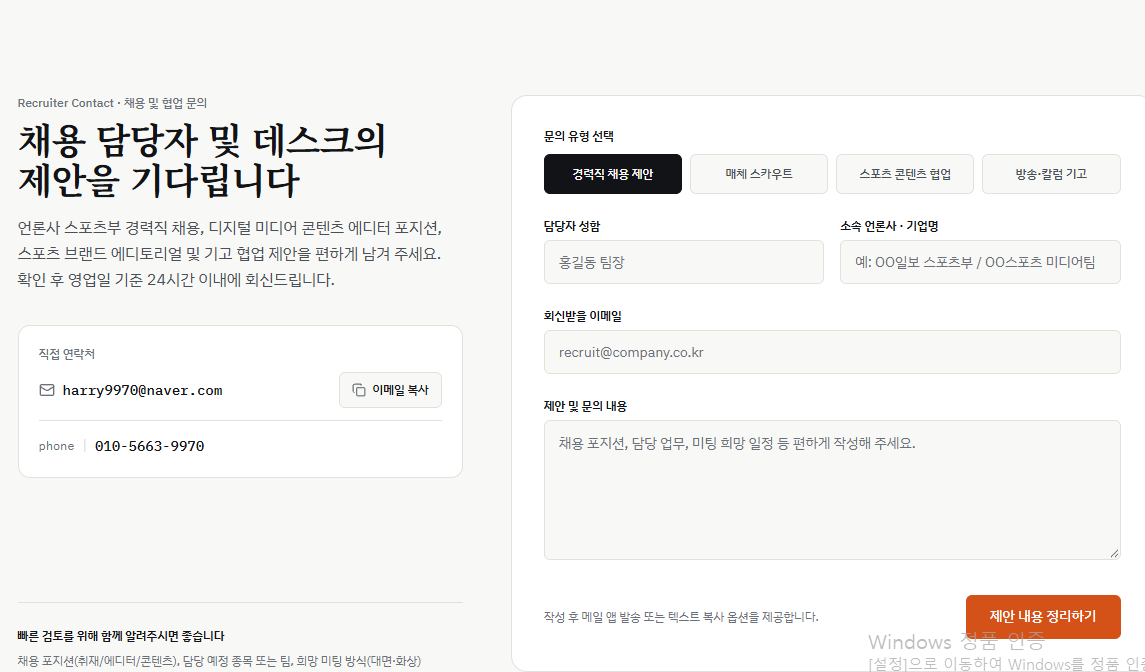 Recruiter Contact · 채용 및 협업 문의
채용 담당자 및 데스크의
제안을 기다립니다
언론사 스포츠부 경력직 채용, 디지털 미디어 콘텐츠 에디터 포지션,
스포츠 브랜드 에디토리얼 및 기고 협업 제안을 편하게 남겨 주세요.
확인 후 영업일 기준 24시간 이내에 회신드립니다.
직접 연락처
harry9970@naver.com
이메일 복사
phone
010-5663-9970
빠른 검토를 위해 함께 알려주시면 좋습니다
채용 포지션(취재/에디터/콘텐츠), 담당 예정 종목 또는 팀, 희망 미팅 방식(대면·화상)
문의 유형 선택
경력직 채용 제안
매체 스카우트
스포츠 콘텐츠 협업
방송·칼럼 기고
담당자 성함
소속 언론사 · 기업명
홍길동 팀장
예: OO일보 스포츠부 / OO스포츠 미디어팀
회신받을 이메일
recruit@company.co.kr
제안 및 문의 내용
채용 포지션, 담당 업무, 미팅 희망 일정 등 편하게 작성해 주세요.
작성 후 메일 앱 발송 또는 텍스트 복사 옵션을 제공합니다.
제안 내용 정리하기
Windows 정품 인증
[설정]으로 이동하여 Windows를 정품